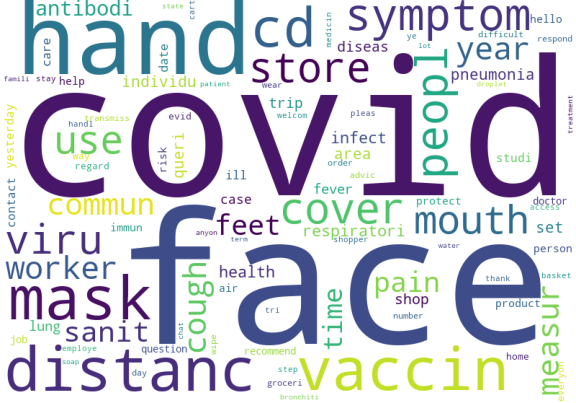 antibodi
state
cart
medicin
hello
hand
cd
symptom
difficult
respond
care
date
store
diseas
ye
lot
year
famili
stay
help
individu
patient
wear
pneumonia
peopl
covid
yesterday
transmiss
handl
evid
welcom
trip
pleas
droplet
treatment
use
risk
queri
infect
order
studi
way
regard
area
advic
ill
fever
protect
doctor
contact
commun
case
cover
mouth
access
set
immun
feet
respiratori
viru
anyon
term
shopper
water
person
face
worker
cough
health
pain
thank
basket
mask
air
time
shop
product
measur
lung
sanit
chat
tri
number
job
employe
question
wipe
recommend
home
everyon
distanc
soap
day
step
groceri
vaccin
bronchiti